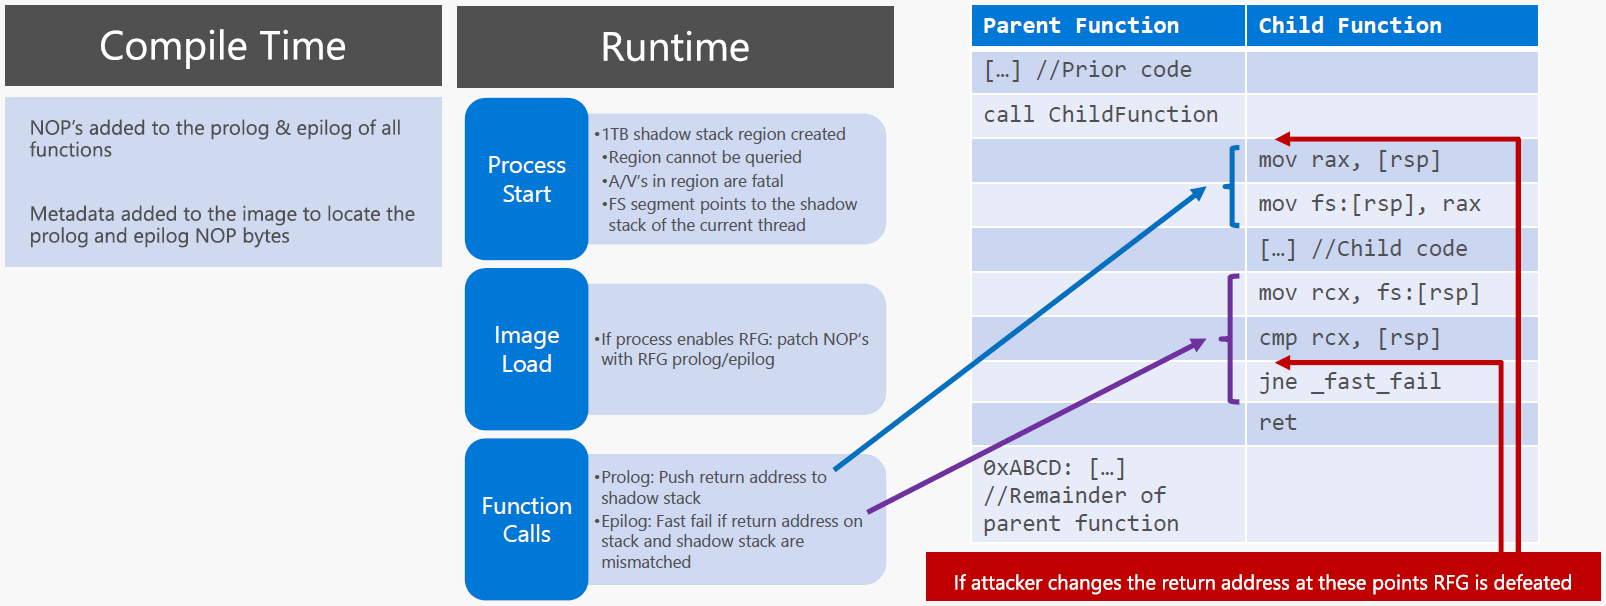 Compile Time
NOP's added to the prolog & epilog of all
functions
Metadata added to the image to locate the
prolog and epilog NOP bytes
Runtime
Process
Start
•1TB shadow stack region created
•Region cannot be queried
•A/V's in region are fatal
•FS segment points to the shadow
stack of the current thread
Image
Load
•If process enables RFG: patch NOP's
with RFG prolog/epilog
Function
Calls
•Prolog: Push return address to
shadow stack
•Epilog: Fast fail if return address on
stack and shadow stack are
mismatched
Parent Function
Child Function
[…] //Prior code
call ChildFunction
mov rax, [rsp]
mov fs:[rsp], rax
[…] //Child code
mov rcx, fs:[rsp]
cmp rcx, [rsp]
jne _fast_fail
ret
0xABCD: […]
//Remainder of
parent function
If attacker changes the return address at these points RFG is defeated